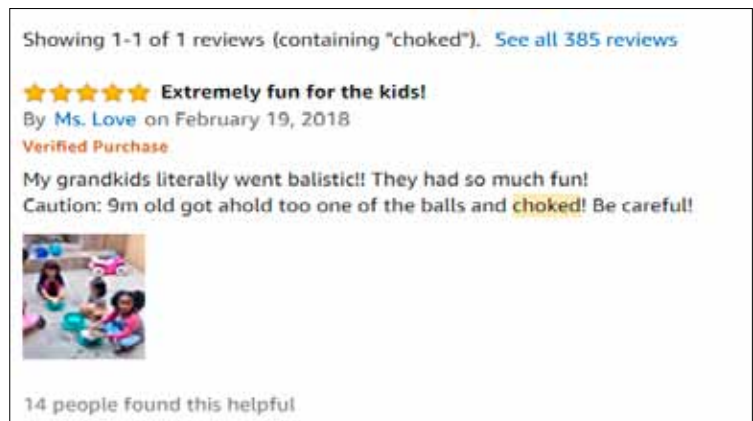 Showing 1-1 of 1 reviews (containing "choked"). See all 385 reviews
Extremely fun for the kids!
By Ms. Love on February 19, 2018
Verified Purchase
My grandkids literally went balistic!! They had so much fun!
Caution: 9m old got ahold too one of the balls and choked! Be careful!
14 people found this helpful